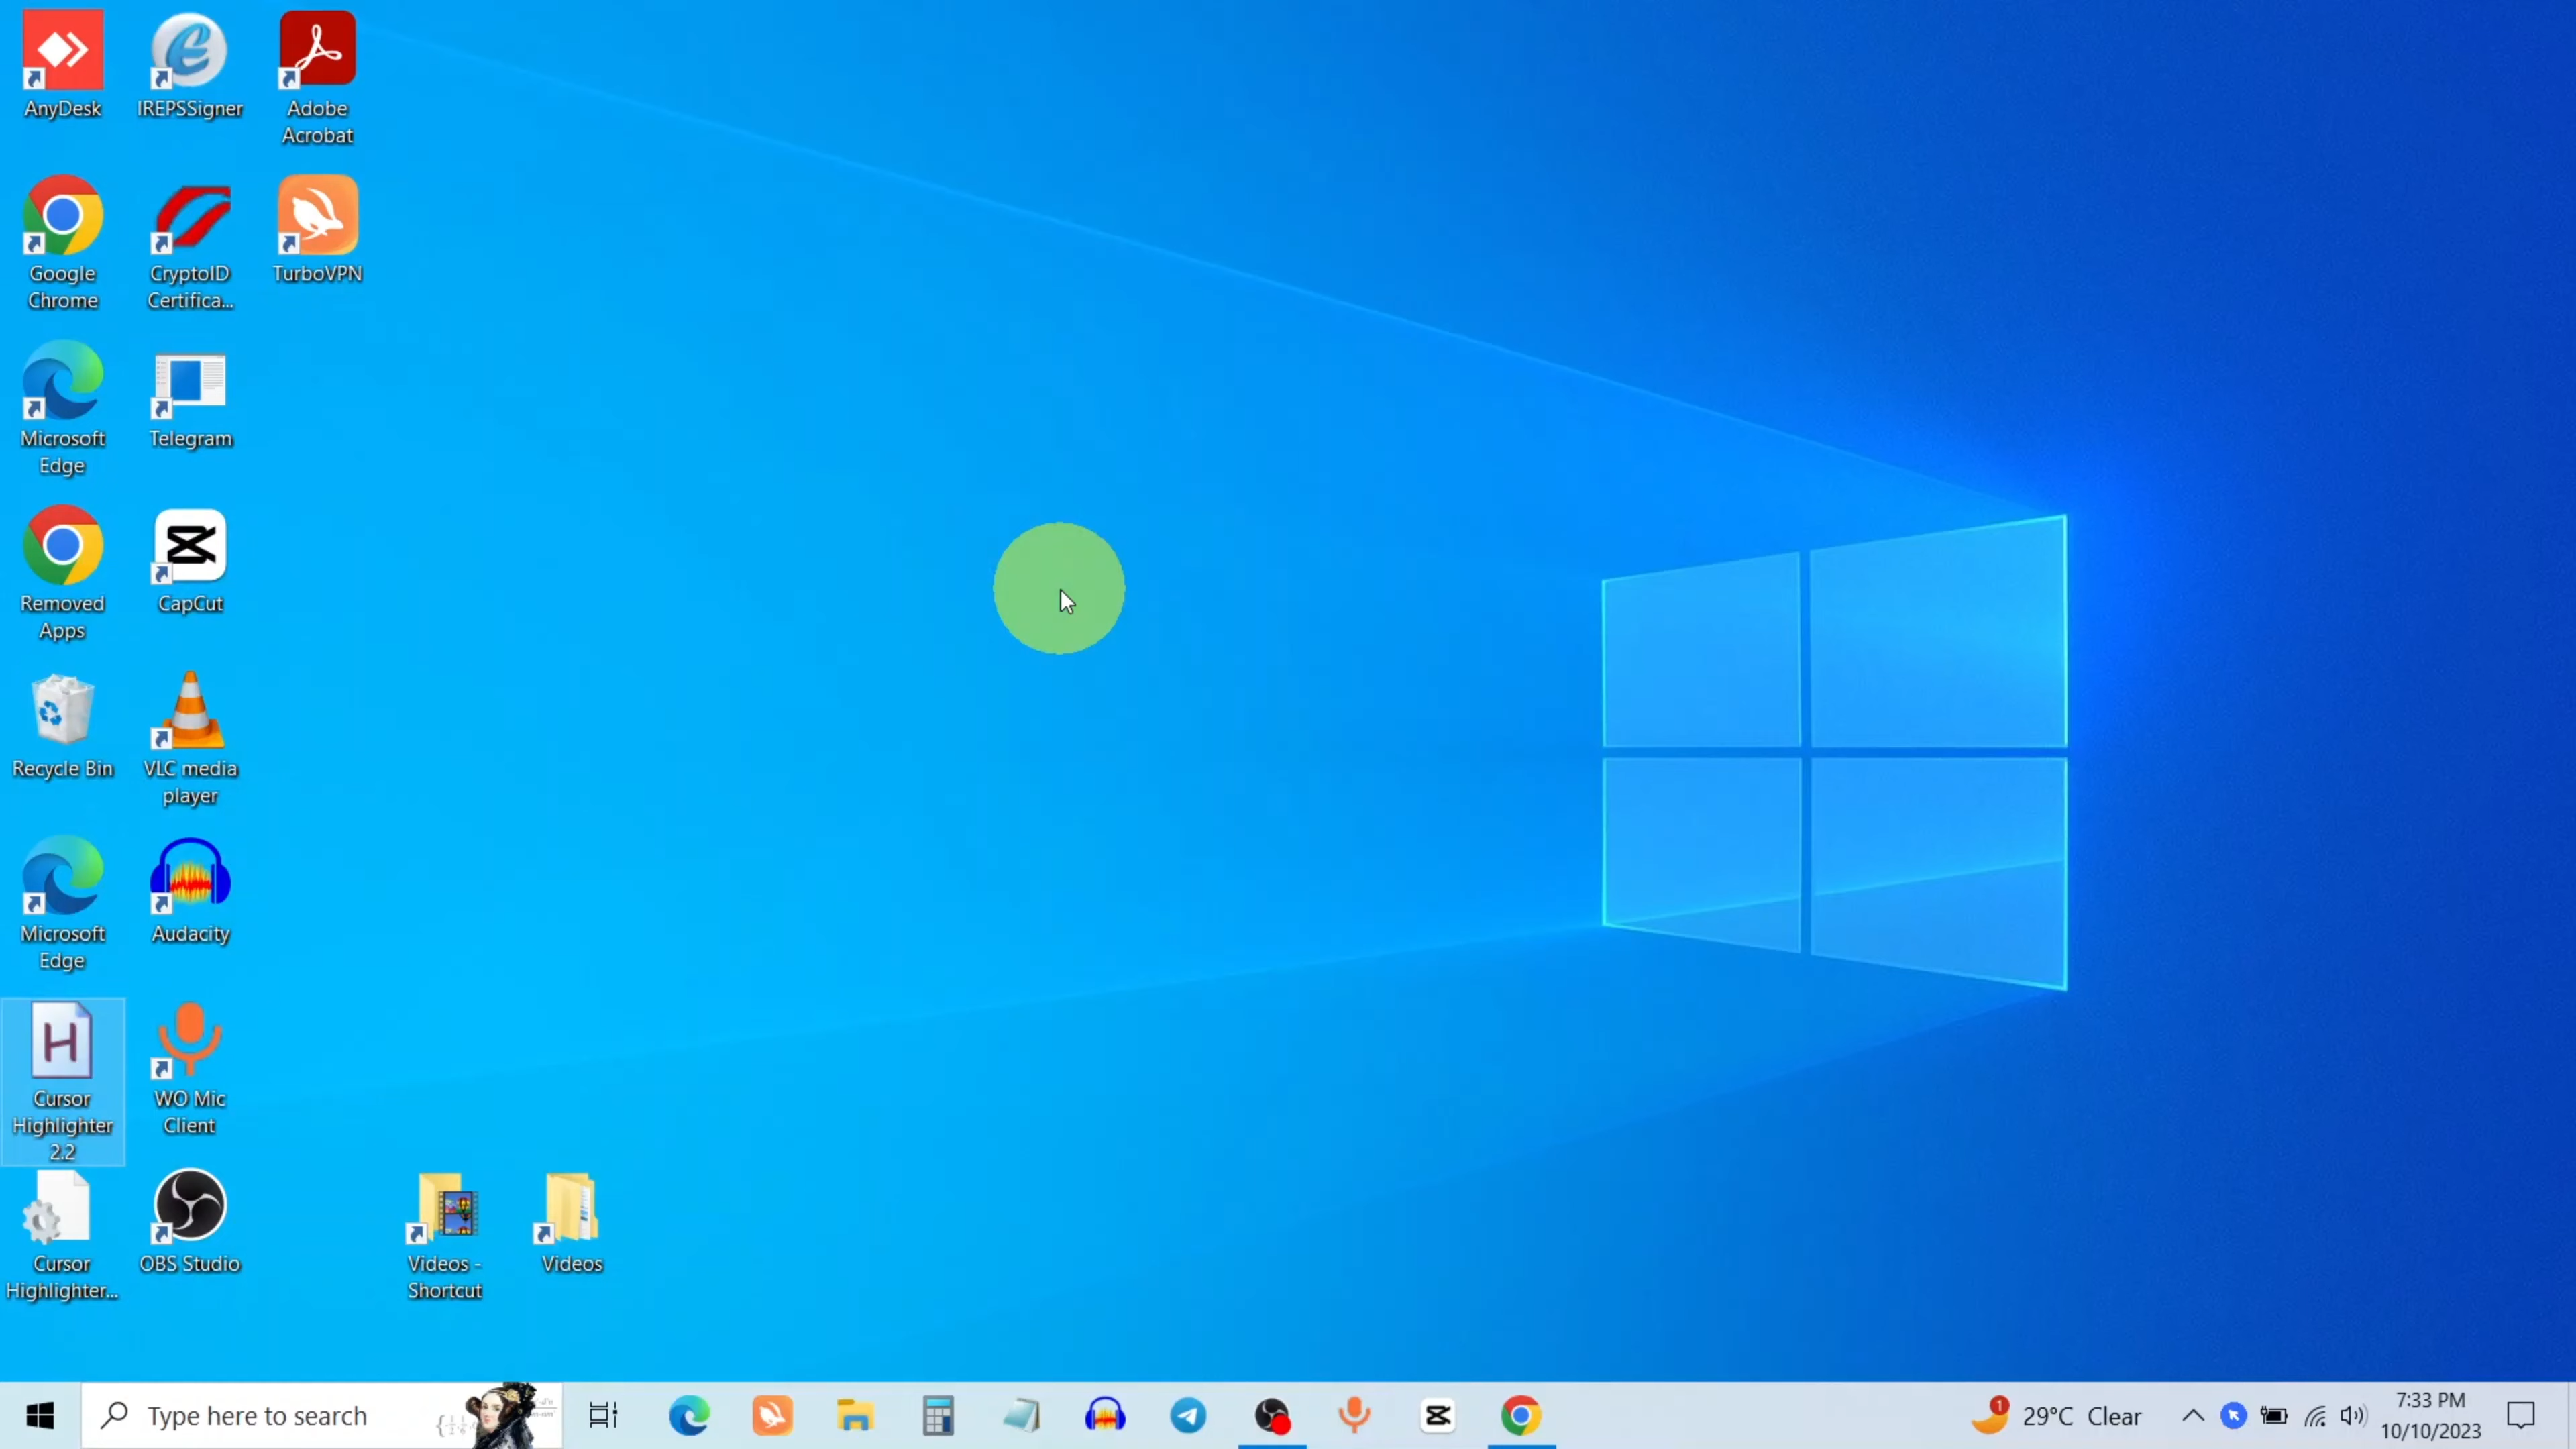 AnyDesk
IREPSSigner
Adobe
Acrobat
Google
Chrome
CryptoID
Certifica...
TurboVPN
Microsoft
Edge
Telegram
Removed
Apps
CapCut
Recycle Bin
VLC media
player
Microsoft
Edge
Audacity
H
Cursor
Highlighter
2.2
WO Mic
Client
Cursor
Highlighter...
OBS Studio
Videos -
Shortcut
Videos
Type here to search
1
29°C Clear
7:33 PM
10/10/2023